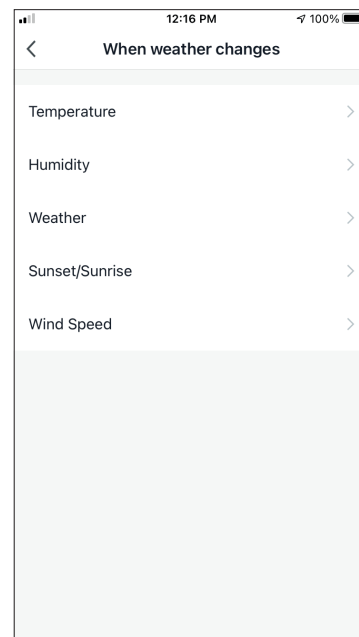 12:16 PM 100%
When weather changes
Temperature
Humidity
Weather
Sunset/Sunrise
Wind Speed